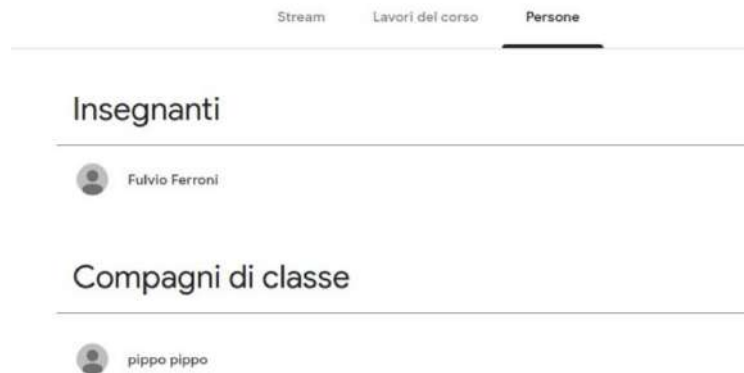 Stream Lavori del corso Persone
Insegnanti
Fulvio Ferroni
Compagni di classe
pippo pippo